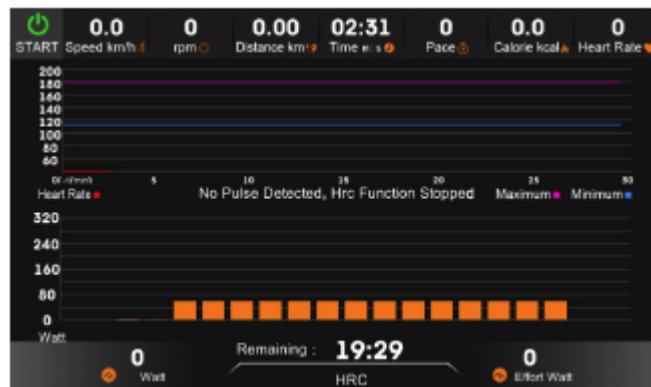 0.0 0 0.00 02:31 0 0.0 0
START Speed km/h rpm Distance km Time m: s Pace Calorie kcal Heart Rate
200
180
160
140
120
100
80
60
0 5 10 15 20 25 30
Heart Rate No Pulse Detected, Hrc Function Stopped Maximum Minimum
320
240
160
80
0
Watt
0 Remaining : 19:29 0
Watt HRC Effort Watt